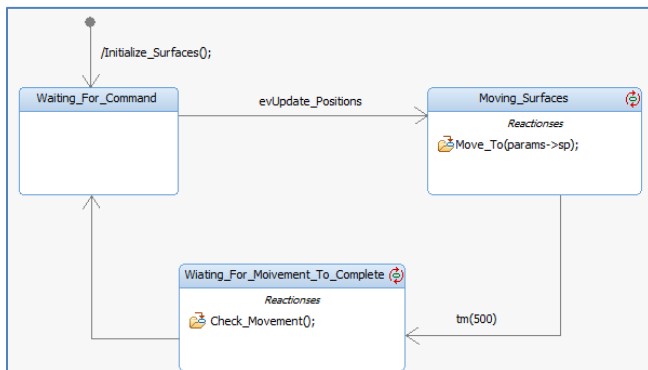 /Initialize_Surfaces();
Waiting_For_Command
evUpdate_Positions
Moving_Surfaces
Reactionses
Move_To(params->sp);
Wiating_For_Moivement_To_Complete
Reactionses
Check_Movement();
tm(500)